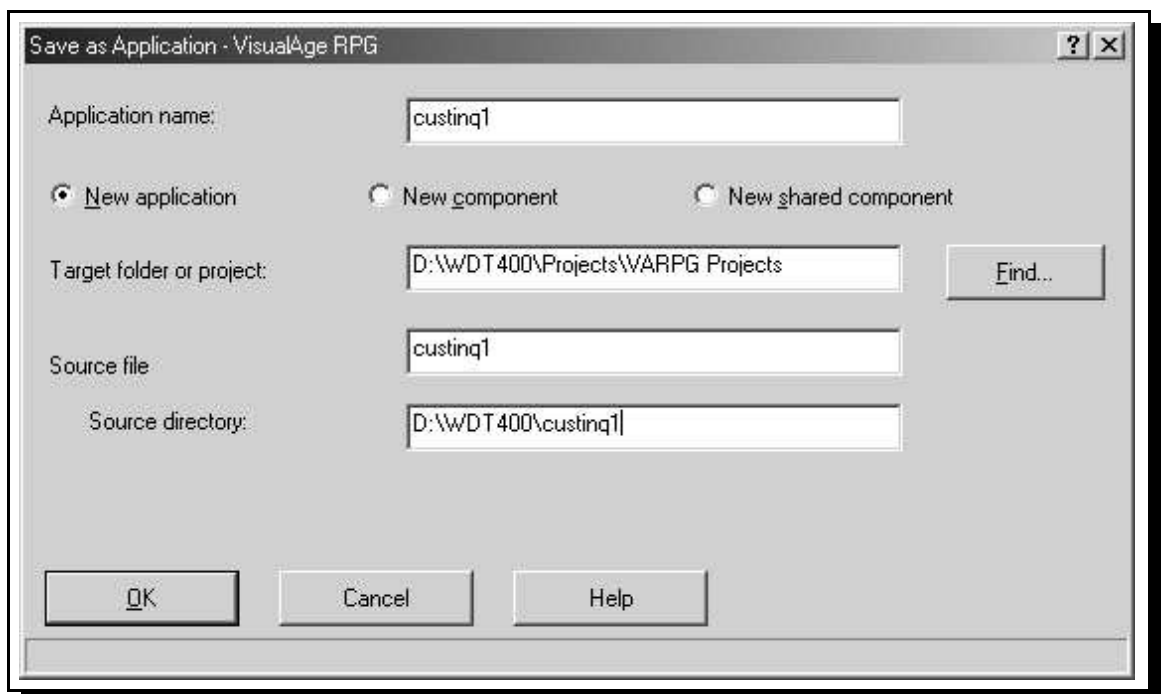 Save as Application - VisualAge RPG
? X
Application name:
custinq1
New application
New component
New shared component
Target folder or project:
D:\WDT400\Projects\VARPG Projects
Find...
Source file
custinq1
Source directory:
D:\WDT400\custinq1
OK
Cancel
Help